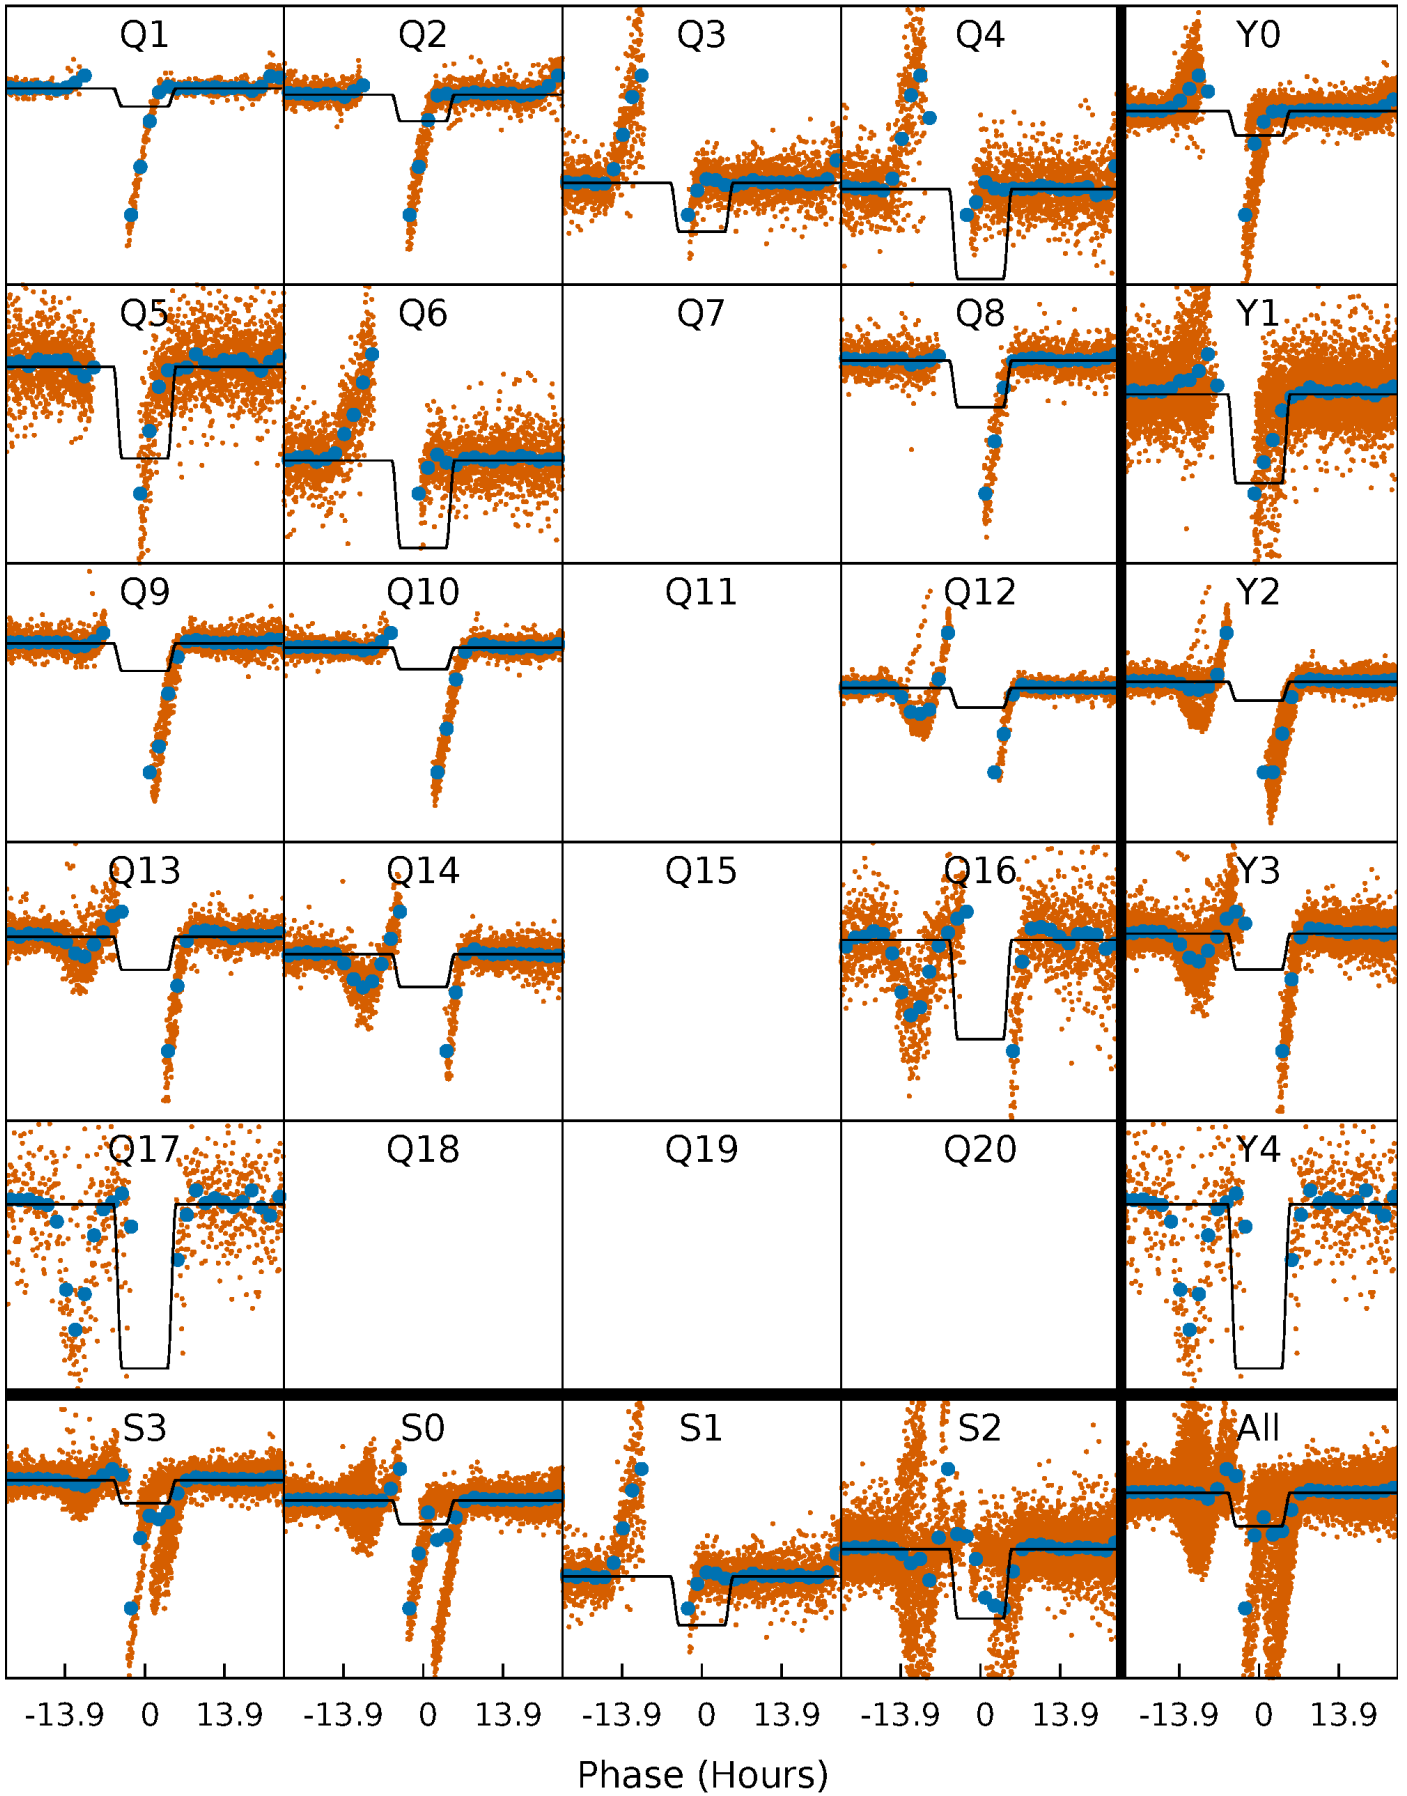 Q1 Q2 Q3 Q4 Y0
Q5 Q6 Q7 Q8 Y1
Q9 Q10 Q11 Q12 Y2
Q13 Q14 Q15 Q16 Y3
Q17 Q18 Q19 Q20 Y4
S3 S0 S1 S2 All
-13.9 0 13.9 -13.9 0 13.9 -13.9 0 13.9 -13.9 0 13.9 -13.9 0 13.9
Phase (Hours)